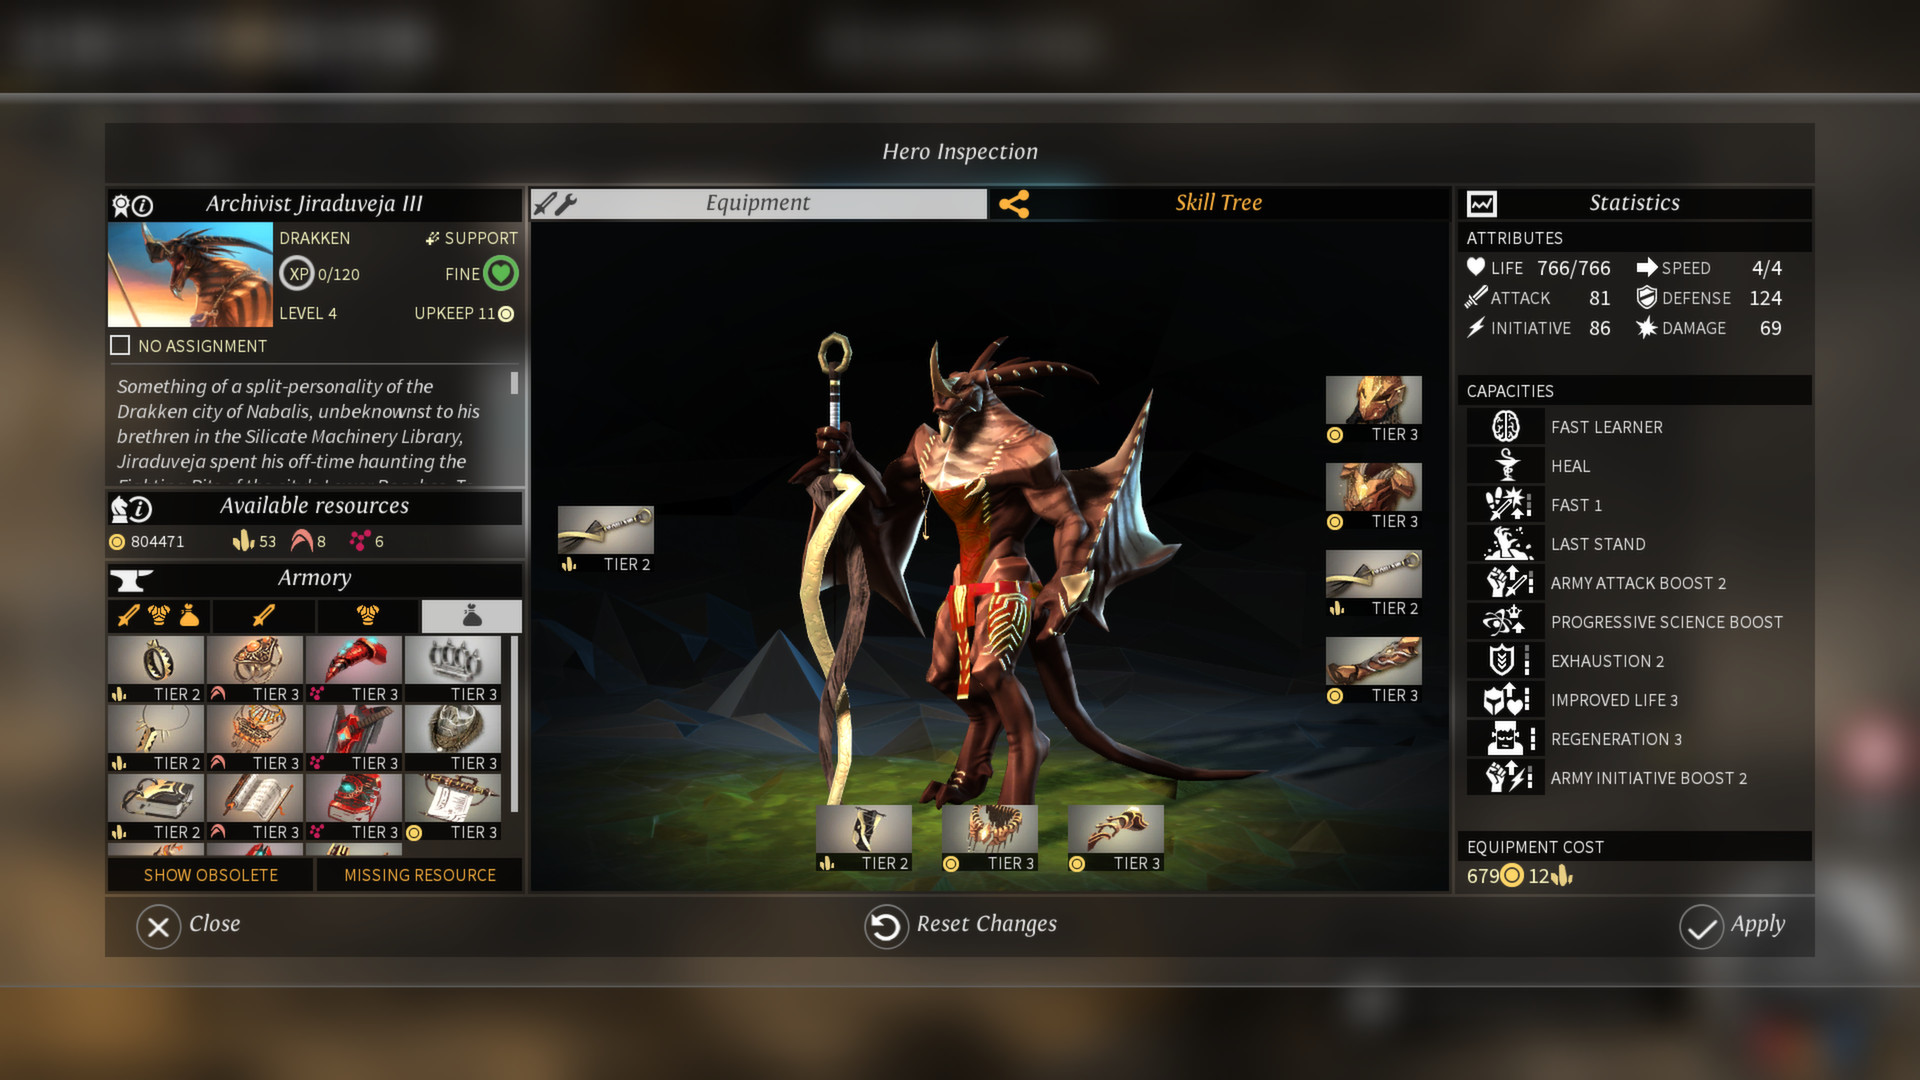 Hero Inspection
Archivist Jiraduveja III
DRAKKEN
SUPPORT
XP 0/120
FINE
LEVEL 4
UPKEEP 11
NO ASSIGNMENT
Something of a split-personality of the
Drakken city of Nabalis, unbeknownst to his
brethren in the Silicate Machinery Library,
Jiraduveja spent his off-time haunting the
Available resources
804471 53 8 6
Armory
TIER 2 TIER 3 TIER 3 TIER 3
TIER 2 TIER 3 TIER 3 TIER 3
TIER 2 TIER 3 TIER 3 TIER 3
SHOW OBSOLETE
MISSING RESOURCE
Equipment
Skill Tree
TIER 2
TIER 3
TIER 3
TIER 2
TIER 3
TIER 2 TIER 3 TIER 3
Statistics
ATTRIBUTES
LIFE 766/766 SPEED 4/4
ATTACK 81 DEFENSE 124
INITIATIVE 86 DAMAGE 69
CAPACITIES
FAST LEARNER
HEAL
FAST 1
LAST STAND
ARMY ATTACK BOOST 2
PROGRESSIVE SCIENCE BOOST
EXHAUSTION 2
IMPROVED LIFE 3
REGENERATION 3
ARMY INITIATIVE BOOST 2
EQUIPMENT COST
679 12
Close
Reset Changes
Apply